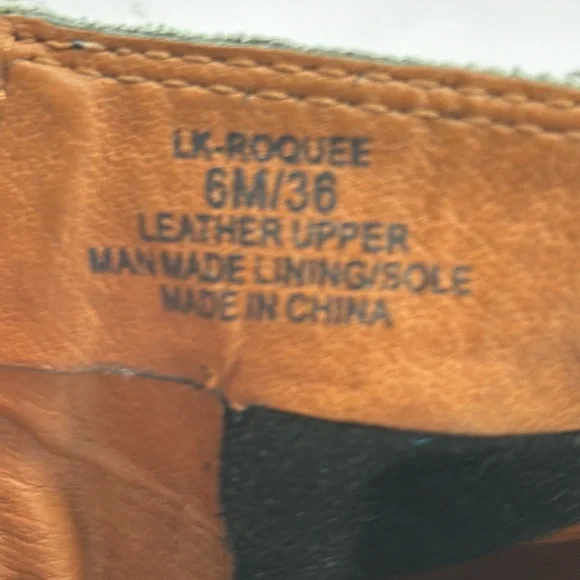 LK-ROQUEE
6M/36
LEATHER UPPER
MAN MADE LINING/SOLE
MADE IN CHINA